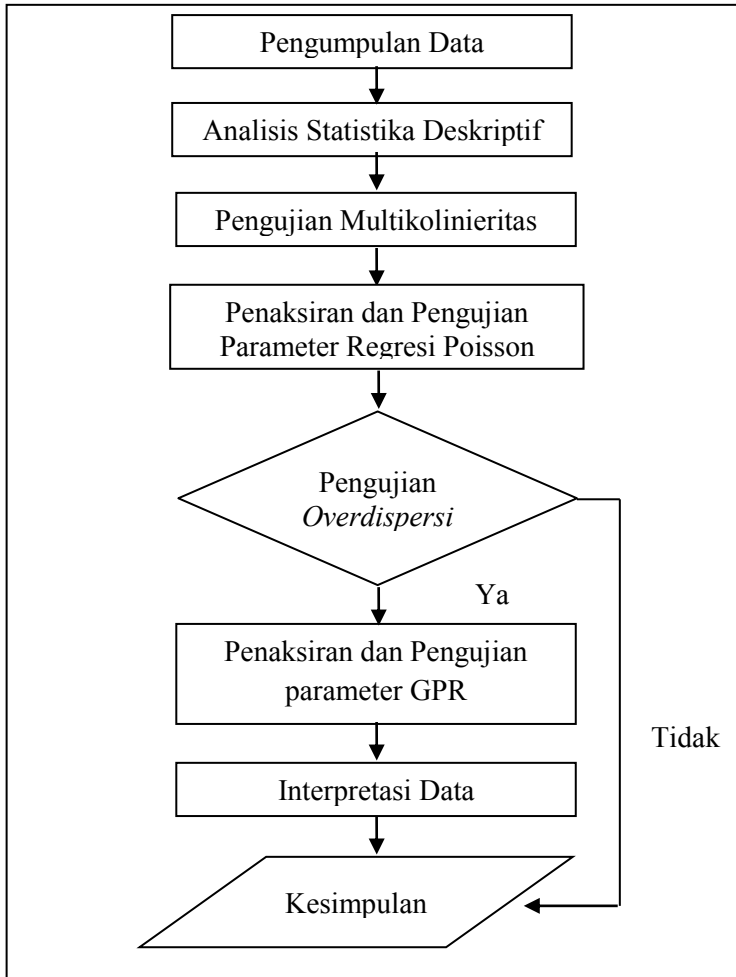 Pengumpulan Data
Analisis Statistika Deskriptif
Pengujian Multikolinieritas
Penaksiran dan Pengujian
Parameter Regresi Poisson
Pengujian
Overdispersi
Ya
Penaksiran dan Pengujian
parameter GPR
Tidak
Interpretasi Data
Kesimpulan